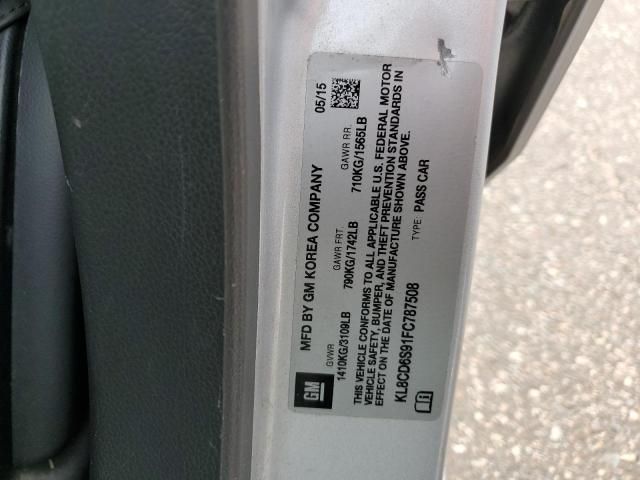 GM
MFD BY GM KOREA COMPANY
05/15
GVWR
GAWR FRT.
GAWR RR.
1410KG/3109LB
790KG/1742LB
710KG/1565LB
THIS VEHICLE CONFORMS TO ALL APPLICABLE U.S. FEDERAL MOTOR
VEHICLE SAFETY, BUMPER, AND THEFT PREVENTION STANDARDS IN
EFFECT ON THE DATE OF MANUFACTURE SHOWN ABOVE.
KL8CD6S91FC787508
TYPE: PASS CAR